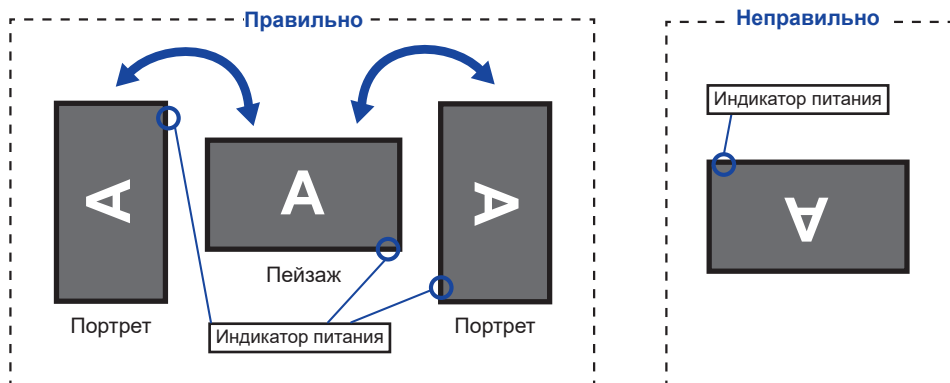 Правильно
Неправильно
Индикатор питания
A
A
A
A
Пейзаж
Портрет
Индикатор питания
Портрет